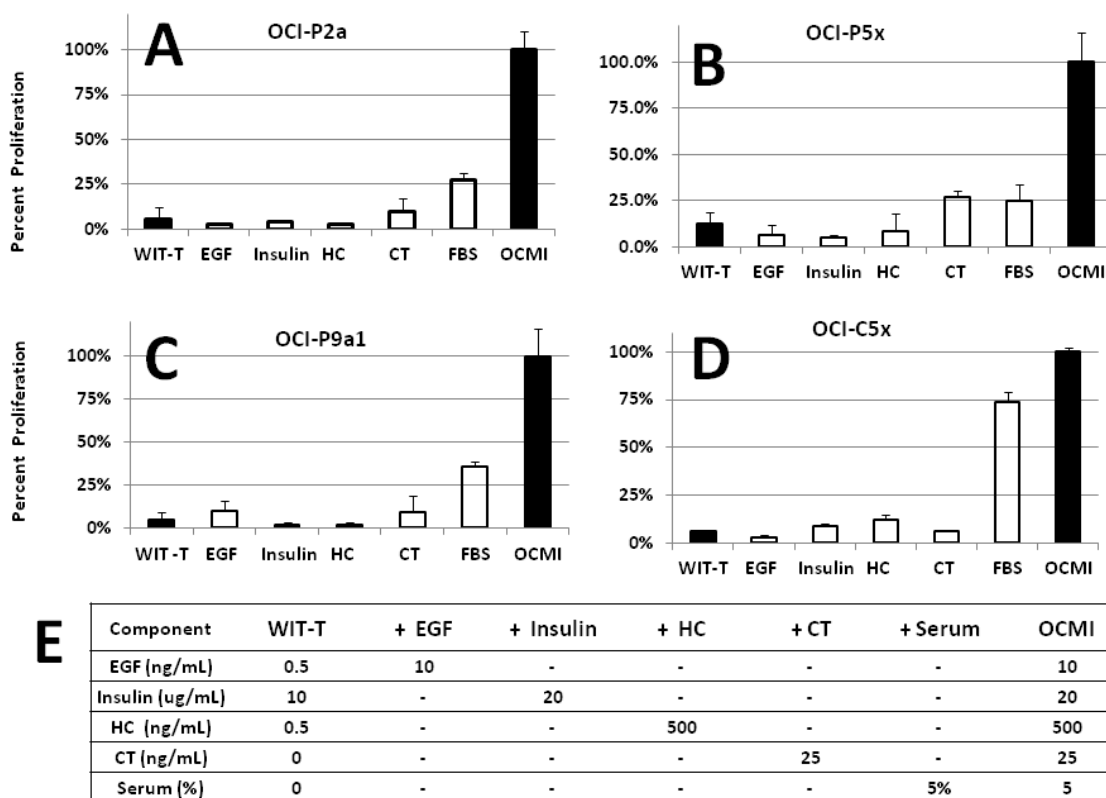 A
OCI-P2a
Percent Proliferation
100%
75%
50%
25%
0%
WIT-T EGF Insulin HC CT FBS OCMI
B
OCI-P5x
100.0%
75.0%
50.0%
25.0%
0.0%
WIT-T EGF Insulin HC CT FBS OCMI
C
OCI-P9a1
Percent Proliferation
100%
75%
50%
25%
0%
WIT -T EGF Insulin HC CT FBS OCMI
D
OCI-C5x
100%
75%
50%
25%
0%
WIT-T EGF Insulin HC CT FBS OCMI
E
Component WIT-T + EGF + Insulin + HC + CT + Serum OCMI
EGF (ng/mL) 0.5 10 - - - - 10
Insulin (ug/mL) 10 - 20 - - - 20
HC (ng/mL) 0.5 - - 500 - - 500
CT (ng/mL) 0 - - - 25 - 25
Serum (%) 0 - - - - 5% 5